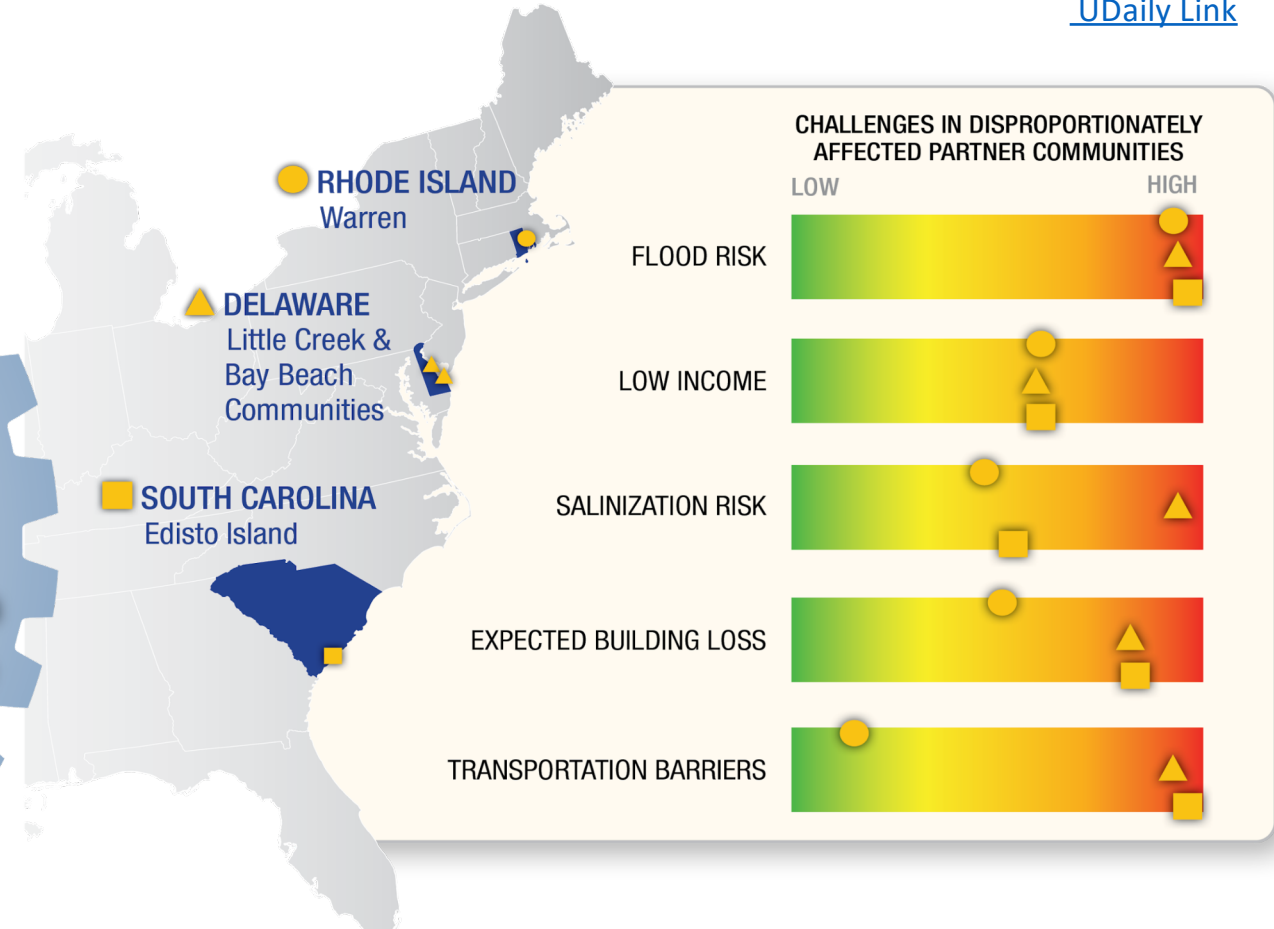 UDaily Link
CHALLENGES IN DISPROPORTIONATELY
AFFECTED PARTNER COMMUNITIES
LOW
HIGH
RHODE ISLAND
Warren
DELAWARE
Little Creek &
Bay Beach
Communities
SOUTH CAROLINA
Edisto Island
FLOOD RISK
LOW INCOME
SALINIZATION RISK
EXPECTED BUILDING LOSS
TRANSPORTATION BARRIERS